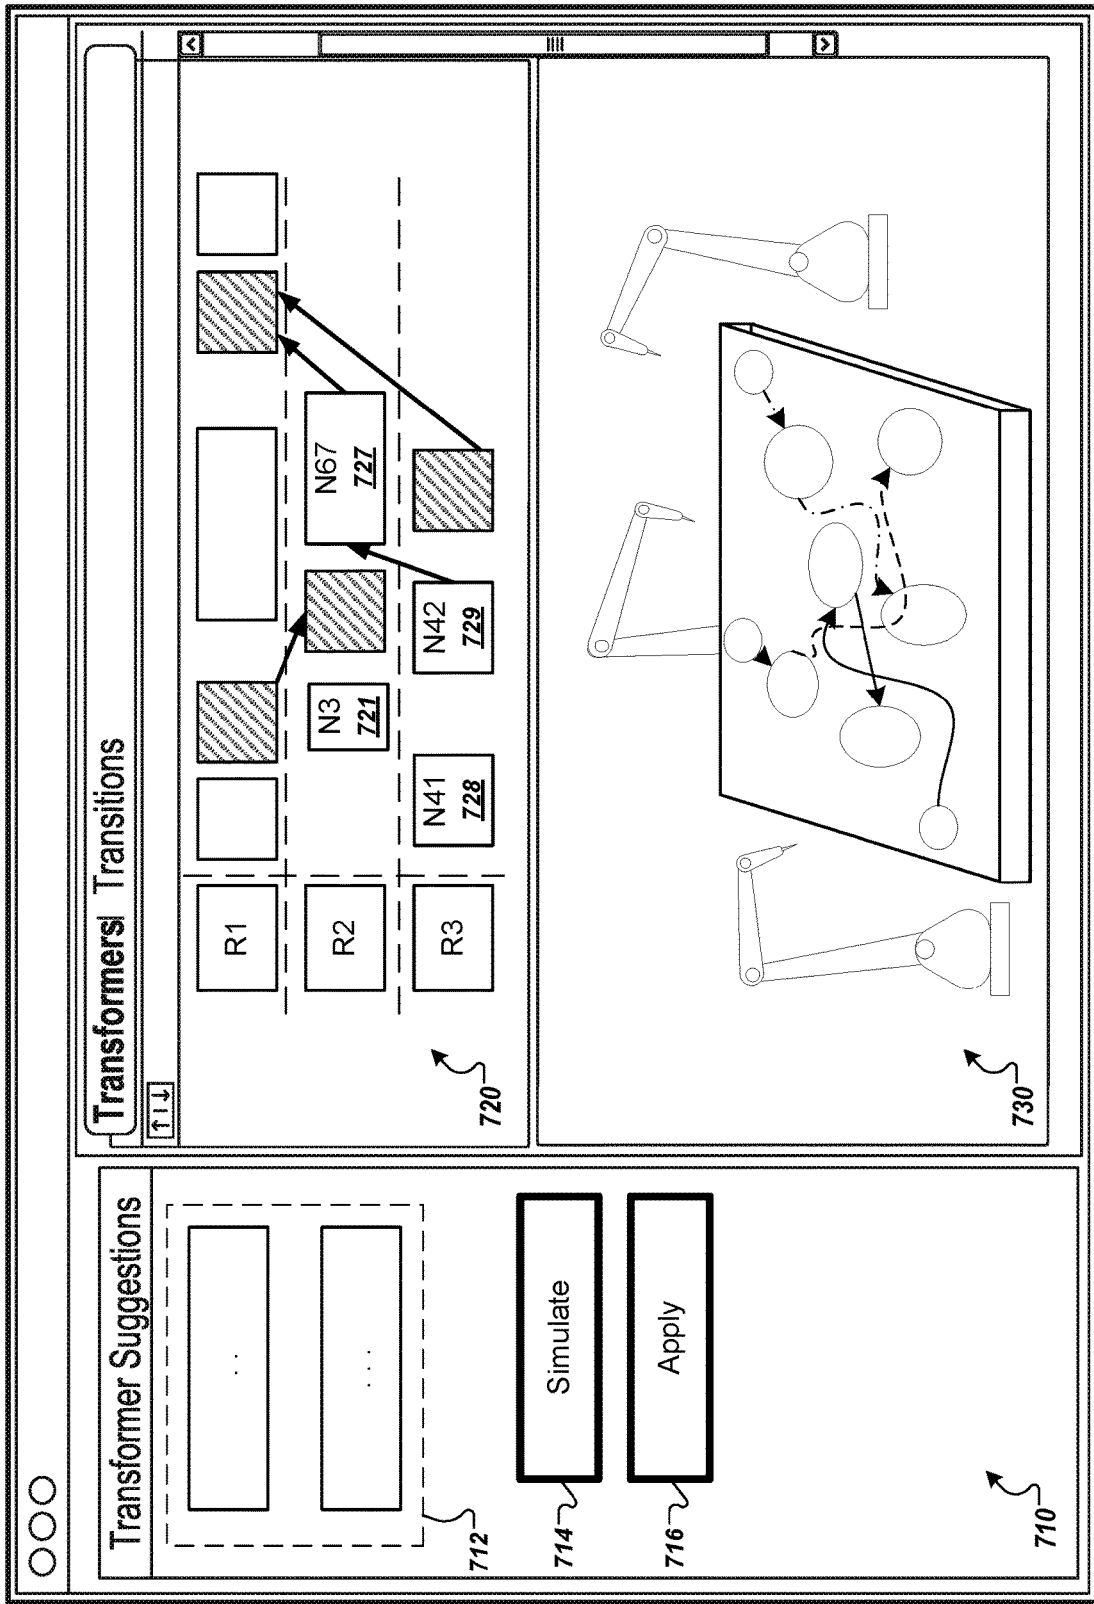 Transformer Suggestions
...
....
712
Simulate
714
Apply
716
710
Transformers| Transitions
R1
R2
N3
721
N67
727
R3
N41
728
N42
729
720
730